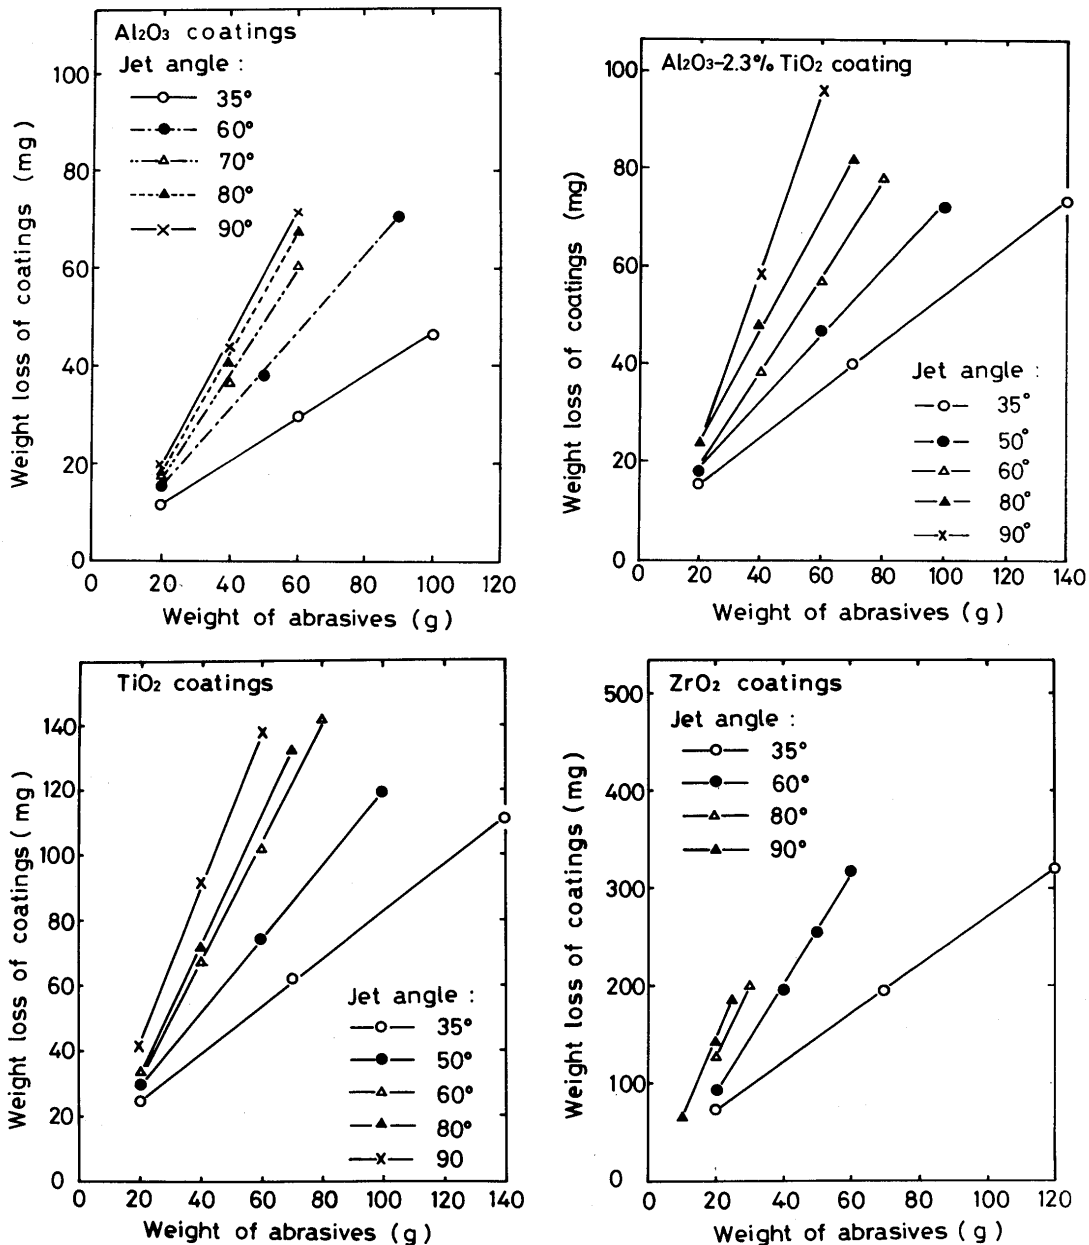 Al2O3 coatings
Jet angle :
35°
60°
70°
80°
90°
100
80
60
40
20
0
0 20 40 60 80 100 120
Weight loss of coatings (mg)
Weight of abrasives (g)
Al2O3-2.3% TiO2 coating
100
80
60
40
20
0
Jet angle :
35°
50°
60°
80°
90°
0 20 40 60 80 100 120 140
Weight loss of coatings (mg)
Weight of abrasives (g)
TiO2 coatings
140
120
100
80
60
40
20
0
Jet angle :
35°
50°
60°
80°
90
20 40 60 80 100 120 140
Weight loss of coatings (mg)
Weight of abrasives (g)
ZrO2 coatings
Jet angle :
35°
60°
80°
90°
500
400
300
200
100
0
0 20 40 60 80 100 120
Weight loss of coatings (mg)
Weight of abrasives (g)